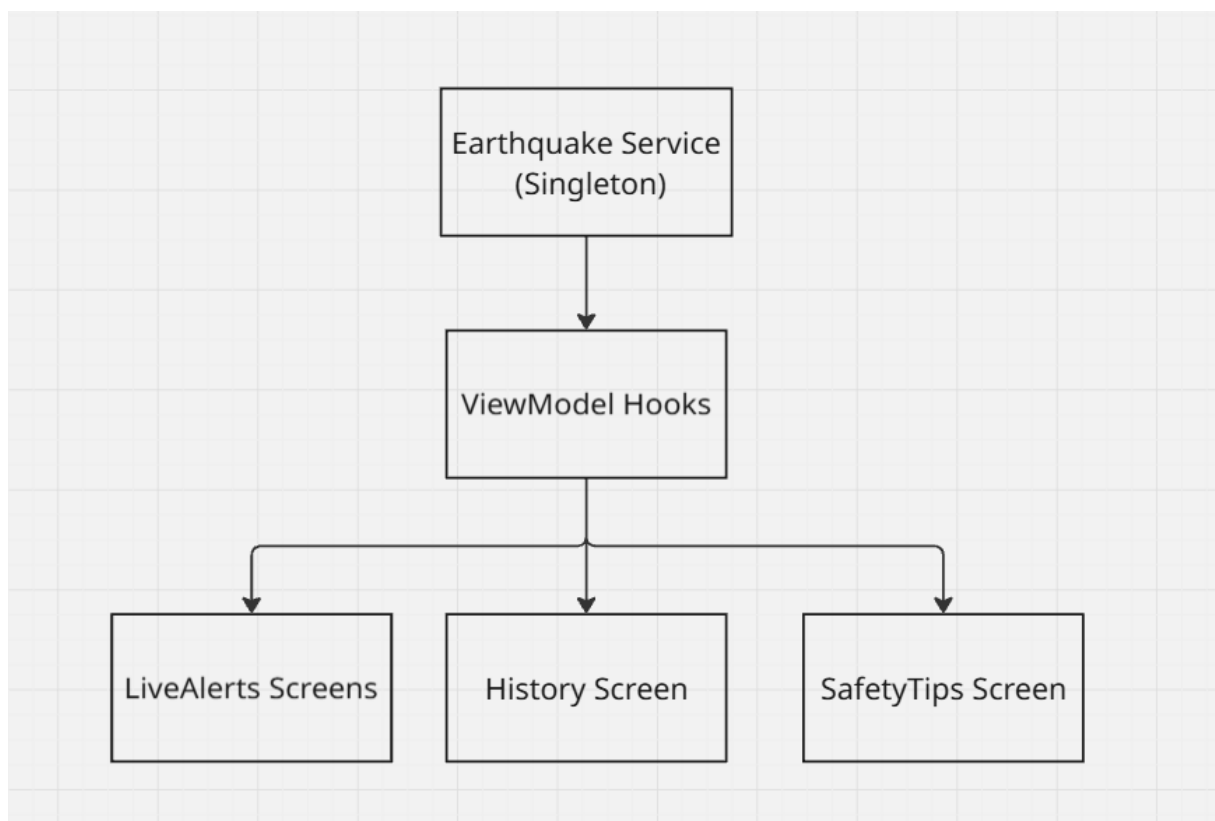 Earthquake Service
(Singleton)
ViewModel Hooks
LiveAlerts Screens
History Screen
SafetyTips Screen